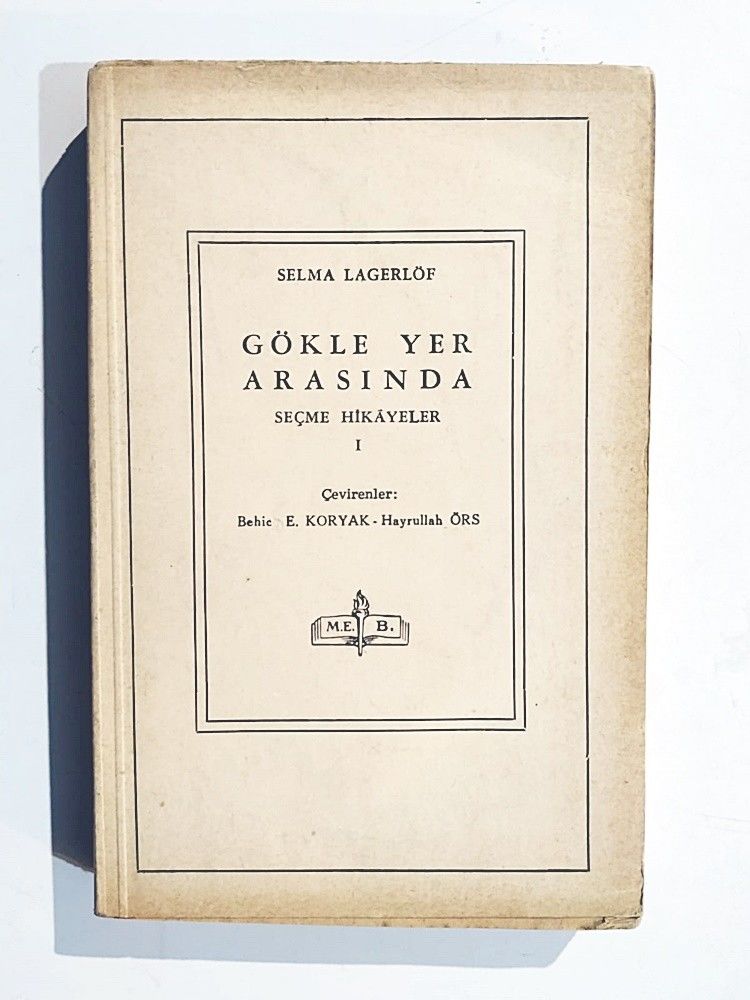 SELMA LAGERLÖF
GÖKLE YER
ARASINDA
SEÇME HİKÂYELER
I
Çevirenler:
Behic E. KORYAK - Hayrullah ÖRS
M.E. B.